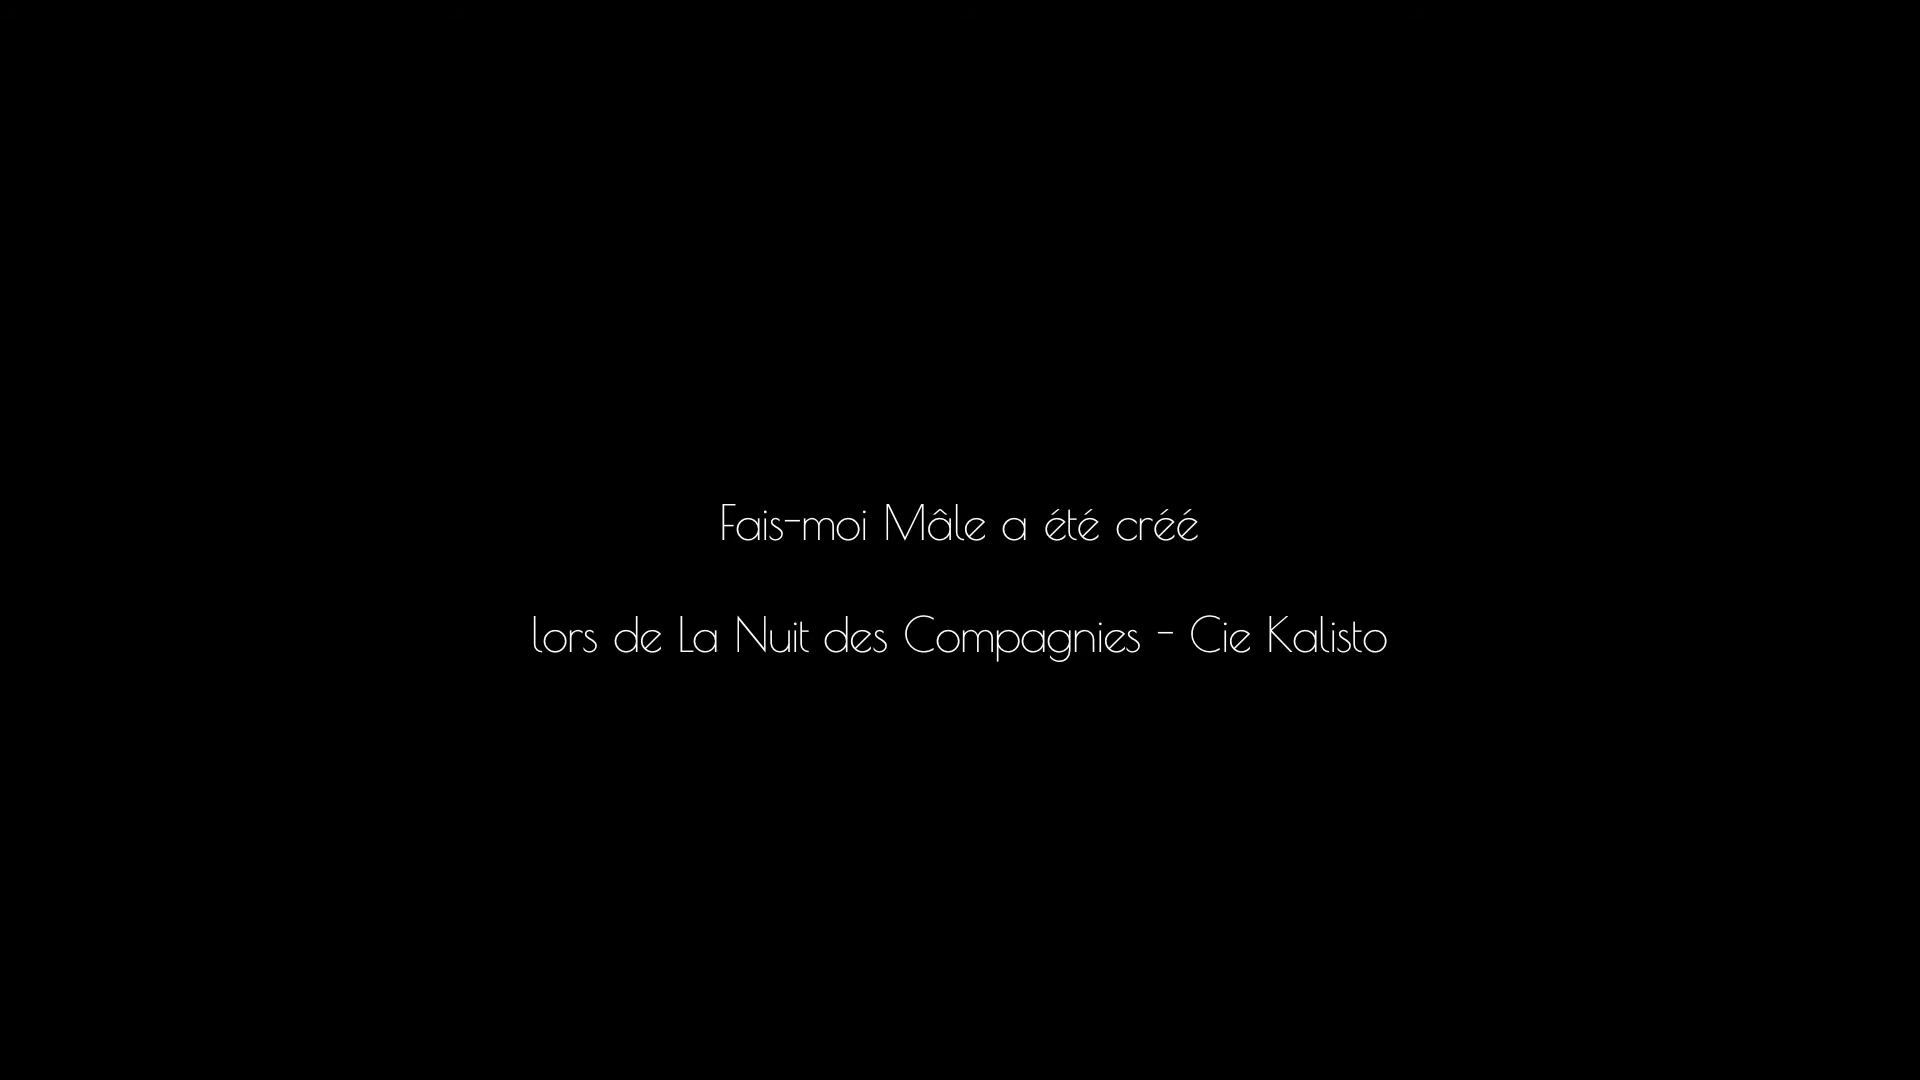 Fais-moi Mâle a été créé
lors de La Nuit des Compagnies - Cie Kalisto